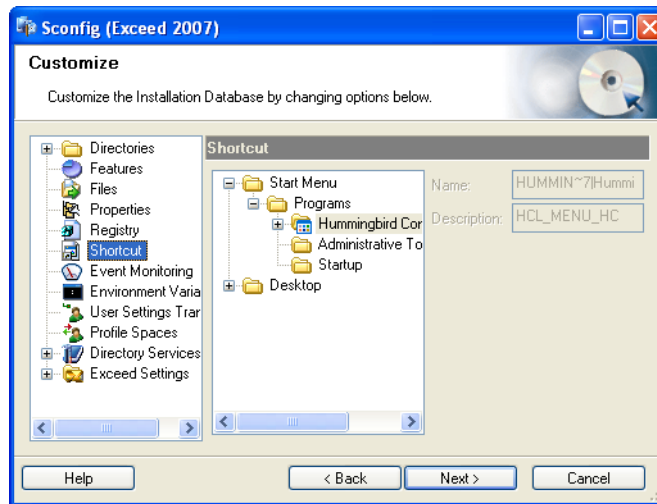 Sconfig (Exceed 2007)
Customize
Customize the Installation Database by changing options below.
Directories
Features
Files
Properties
Registry
Shortcut
Event Monitoring
Environment Varia
User Settings Trar
Profile Spaces
Directory Services
Exceed Settings
Shortcut
Start Menu
Programs
Hummingbird Cor
Administrative To
Startup
Desktop
Name: HUMMIN~7|Hummi
Description: HCL_MENU_HC
Help
< Back
Next >
Cancel